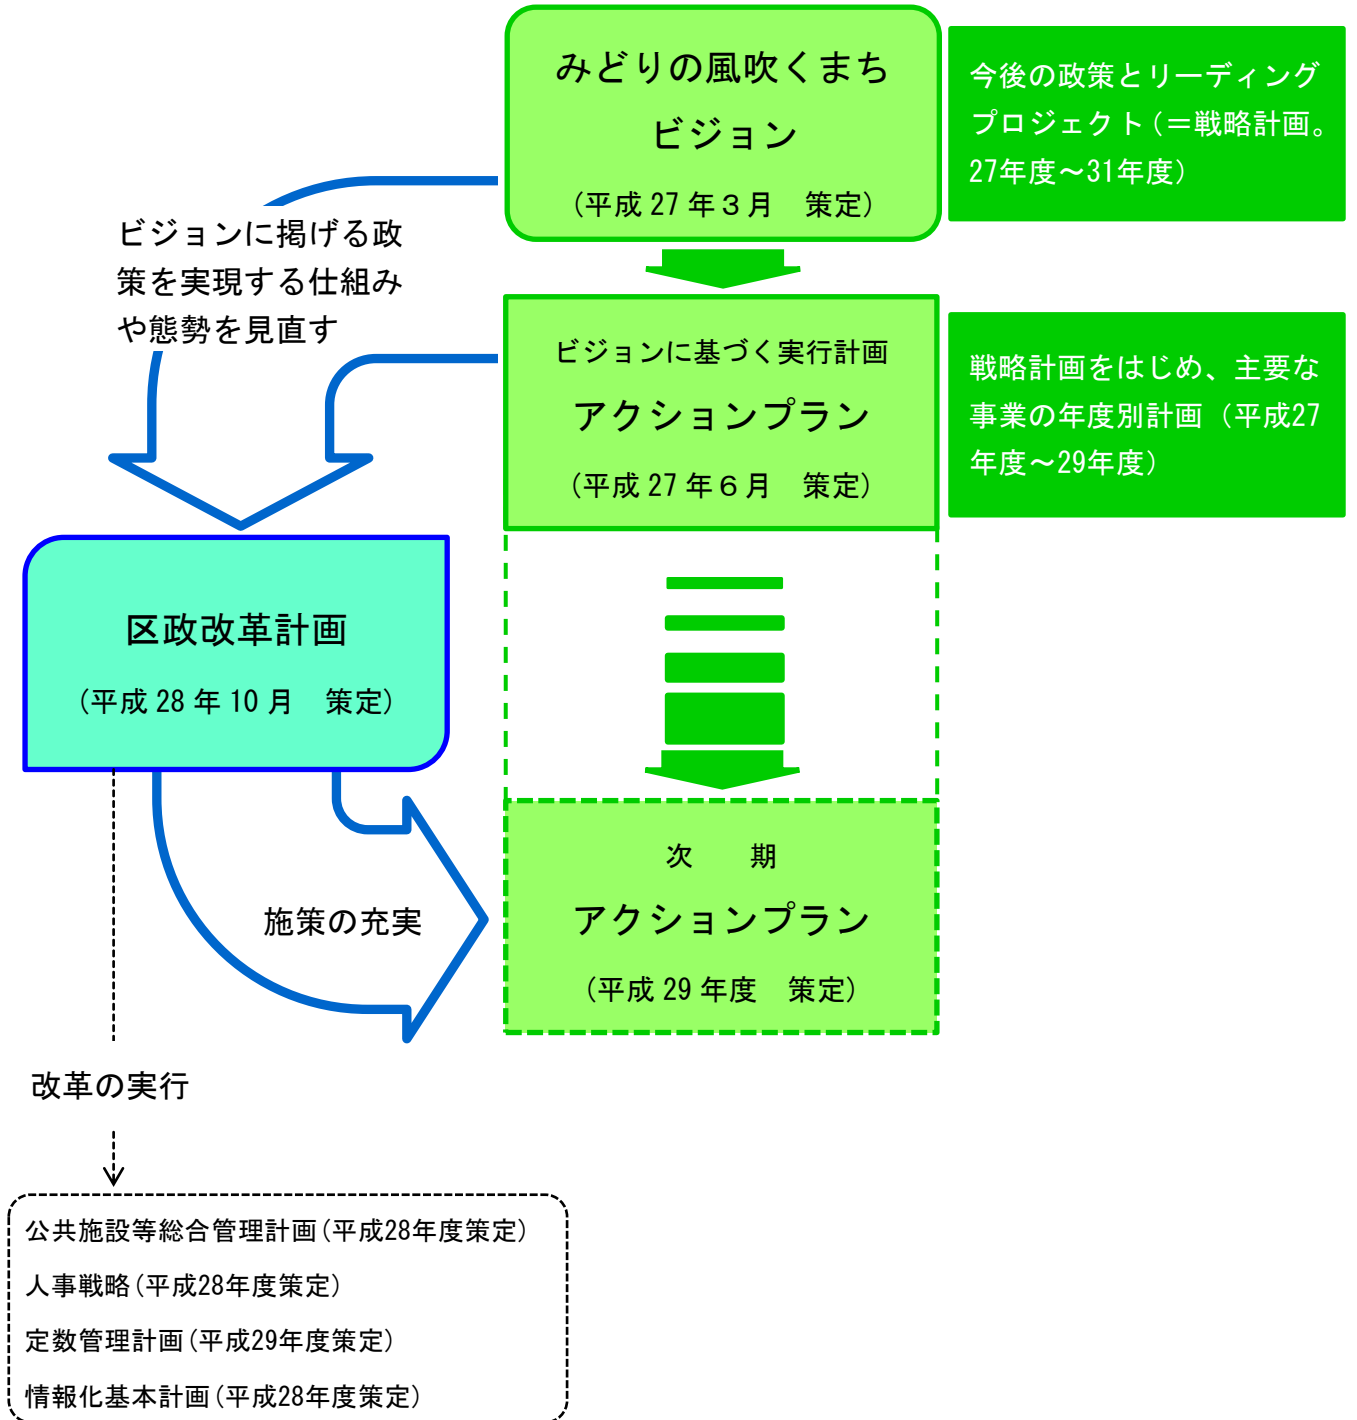 みどりの風吹くまち
ビジョン
(平成 27 年３月　策定)
今後の政策とリーディング
プロジェクト(＝戦略計画。
27年度～31年度)
ビジョンに掲げる政
策を実現する仕組み
や態勢を見直す
ビジョンに基づく実行計画
アクションプラン
(平成 27 年６月　策定)
戦略計画をはじめ、主要な
事業の年度別計画 (平成27
年度～29年度)
区政改革計画
(平成 28 年 10 月　策定)
次　　期
アクションプラン
(平成 29 年度　策定)
施策の充実
改革の実行
公共施設等総合管理計画(平成28年度策定)
人事戦略(平成28年度策定)
定数管理計画(平成29年度策定)
情報化基本計画(平成28年度策定)